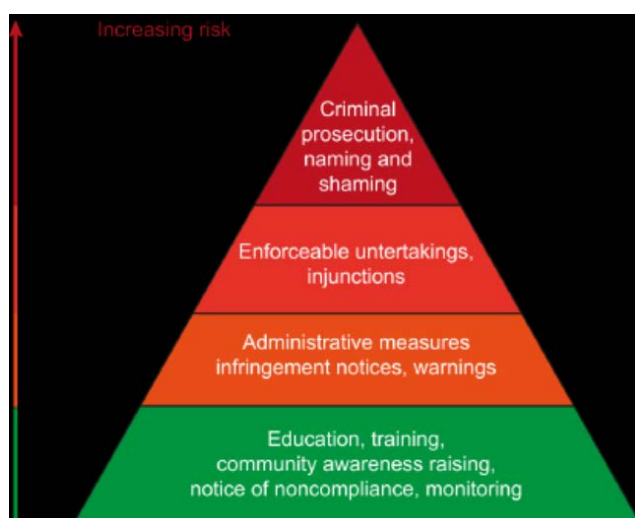 Increasing risk
Criminal
prosecution,
naming and
shaming
Enforceable untertakings,
injunctions
Administrative measures
infringement notices, warnings
Education, training,
community awareness raising,
notice of noncompliance, monitoring